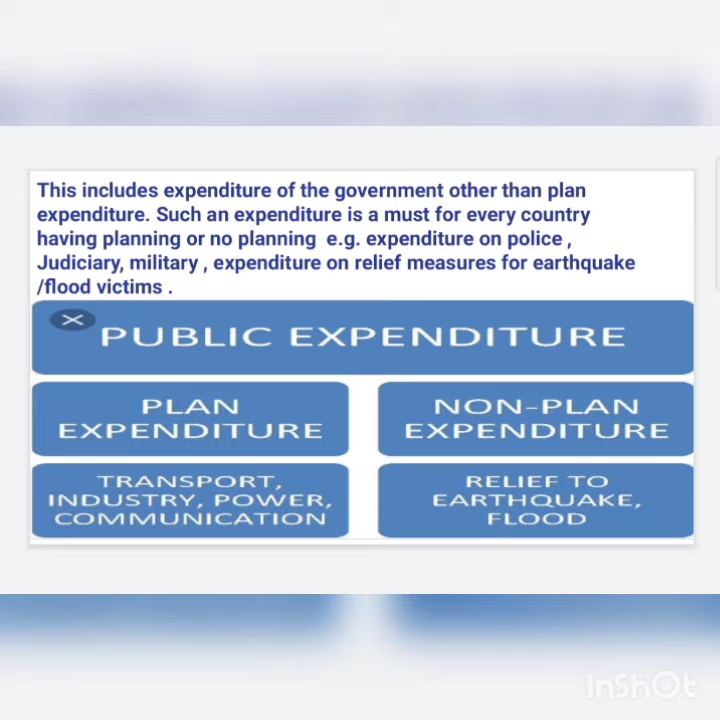 This includes expenditure of the government other than plan
expenditure. Such an expenditure is a must for every country
having planning or no planning e.g. expenditure on police ,
Judiciary, military , expenditure on relief measures for earthquake
/flood victims .
PUBLIC EXPENDITURE
PLAN
EXPENDITURE
NON-PLAN
EXPENDITURE
TRANSPORT,
INDUSTRY, POWER,
COMMUNICATION
RELIEF TO
EARTHQUAKE,
FLOOD
InShOt